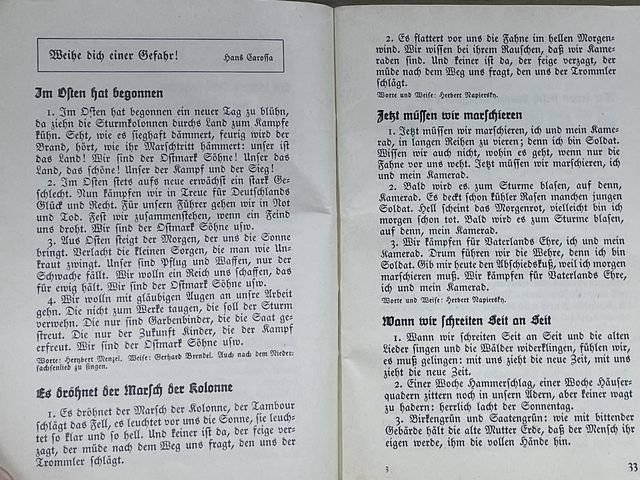 Weihe dich einer Gefahr! Hans Carossa
Im Osten hat begonnen
1. Im Osten hat begonnen ein neuer Tag zu blühn,
da ziehn die Sturmkolonnen durchs Land zum Kampfe
kühn. Seht, wie es sieghaft dämmert, feurig wird der
Brand, hört, wie ihr Marschtritt hämmert: unser ist
das Land! Wir sind der Ostmark Söhne! Unser das
Land, das schöne! Unser der Kampf und der Sieg!
2. Im Osten stets aufs neue erwächst ein stark Ge-
schlecht. Nun kämpfen wir in Treue für Deutschlands
Glück und Recht. Für unsern Führer gehen wir in Not
und Tod. Fest wir zusammenstehen, wenn ein Feind
uns droht. Wir sind der Ostmark Söhne usw.
3. Aus Osten steigt der Morgen, der uns die Sonne
bringt. Verlacht die kleinen Sorgen, die man wie Un-
kraut zwingt. Unser sind Pflug und Waffen, nur der
Schwache fällt. Wir wolln ein Reich uns schaffen, das
für ewig hält. Wir sind der Ostmark Söhne usw.
4. Wir wolln mit gläubigen Augen an unsre Arbeit
gehn. Die nicht zum Werke taugen, die soll der Sturm
verwehn. Die nur sind Garbenbinder, die die Saat ge-
streut. Die nur der Zukunft Kinder, die der Kampf
erfreut. Wir sind der Ostmark Söhne usw.
Worte: Herybert Menzel. Weise: Gerhard Brendel. Auch nach dem Nieder-
sachsenlied zu singen.
Es dröhnet der Marsch der Kolonne
1. Es dröhnet der Marsch der Kolonne, der Tambour
schlägt das Fell, es leuchtet vor uns die Sonne, sie leuch-
tet so klar und so hell. Und keiner ist da, der feige ver-
zagt, der müde nach dem Weg uns fragt, den uns der
Trommler schlägt.
2. Es flattert vor uns die Fahne im hellen Morgen-
wind. Wir wissen bei ihrem Rauschen, daß wir Kame-
raden sind. Und keiner ist da, der feige verzagt, der
müde nach dem Weg uns fragt, den uns der Trommler
schlägt.
Worte und Weise: Herbert Napiersky.
Jetzt müssen wir marschieren
1. Jetzt müssen wir marschieren, ich und mein Kame-
rad, in langen Reihen zu vieren; denn ich bin Soldat.
Wissen wir auch nicht, wohin es geht, wenn nur die
Fahne vor uns weht. Jetzt müssen wir marschieren, ich
und mein Kamerad.
2. Bald wird es zum Sturme blasen, auf denn,
Kamerad. Es deckt schon kühler Rasen manchen jungen
Soldat. Hell scheint das Morgenrot, vielleicht bin ich
morgen schon tot. Bald wird es zum Sturme blasen,
auf denn, mein Kamerad.
3. Wir kämpfen für Vaterlands Ehre, ich und mein
Kamerad. Drum führen wir die Wehre, denn ich bin
Soldat. Gib mir heute den Abschiedskuß, weil ich morgen
marschieren muß. Wir kämpfen für Vaterlands Ehre,
ich und mein Kamerad.
Worte und Weise: Herbert Napiersky.
Wann wir schreiten Seit an Seit
1. Wann wir schreiten Seit an Seit und die alten
Lieder singen und die Wälder widerklingen, fühlen wir,
es muß gelingen: mit uns zieht die neue Zeit, mit uns
zieht die neue Zeit.
2. Einer Woche Hammerschlag, einer Woche Häuser-
quadern zittern noch in unsern Adern, aber keiner wagt
zu hadern: herrlich lacht der Sonnentag.
3. Birkengrün und Saatengrün: wie mit bittender
Gebärde hält die alte Mutter Erde, daß der Mensch ihr
eigen werde, ihm die vollen Hände hin.
3 33